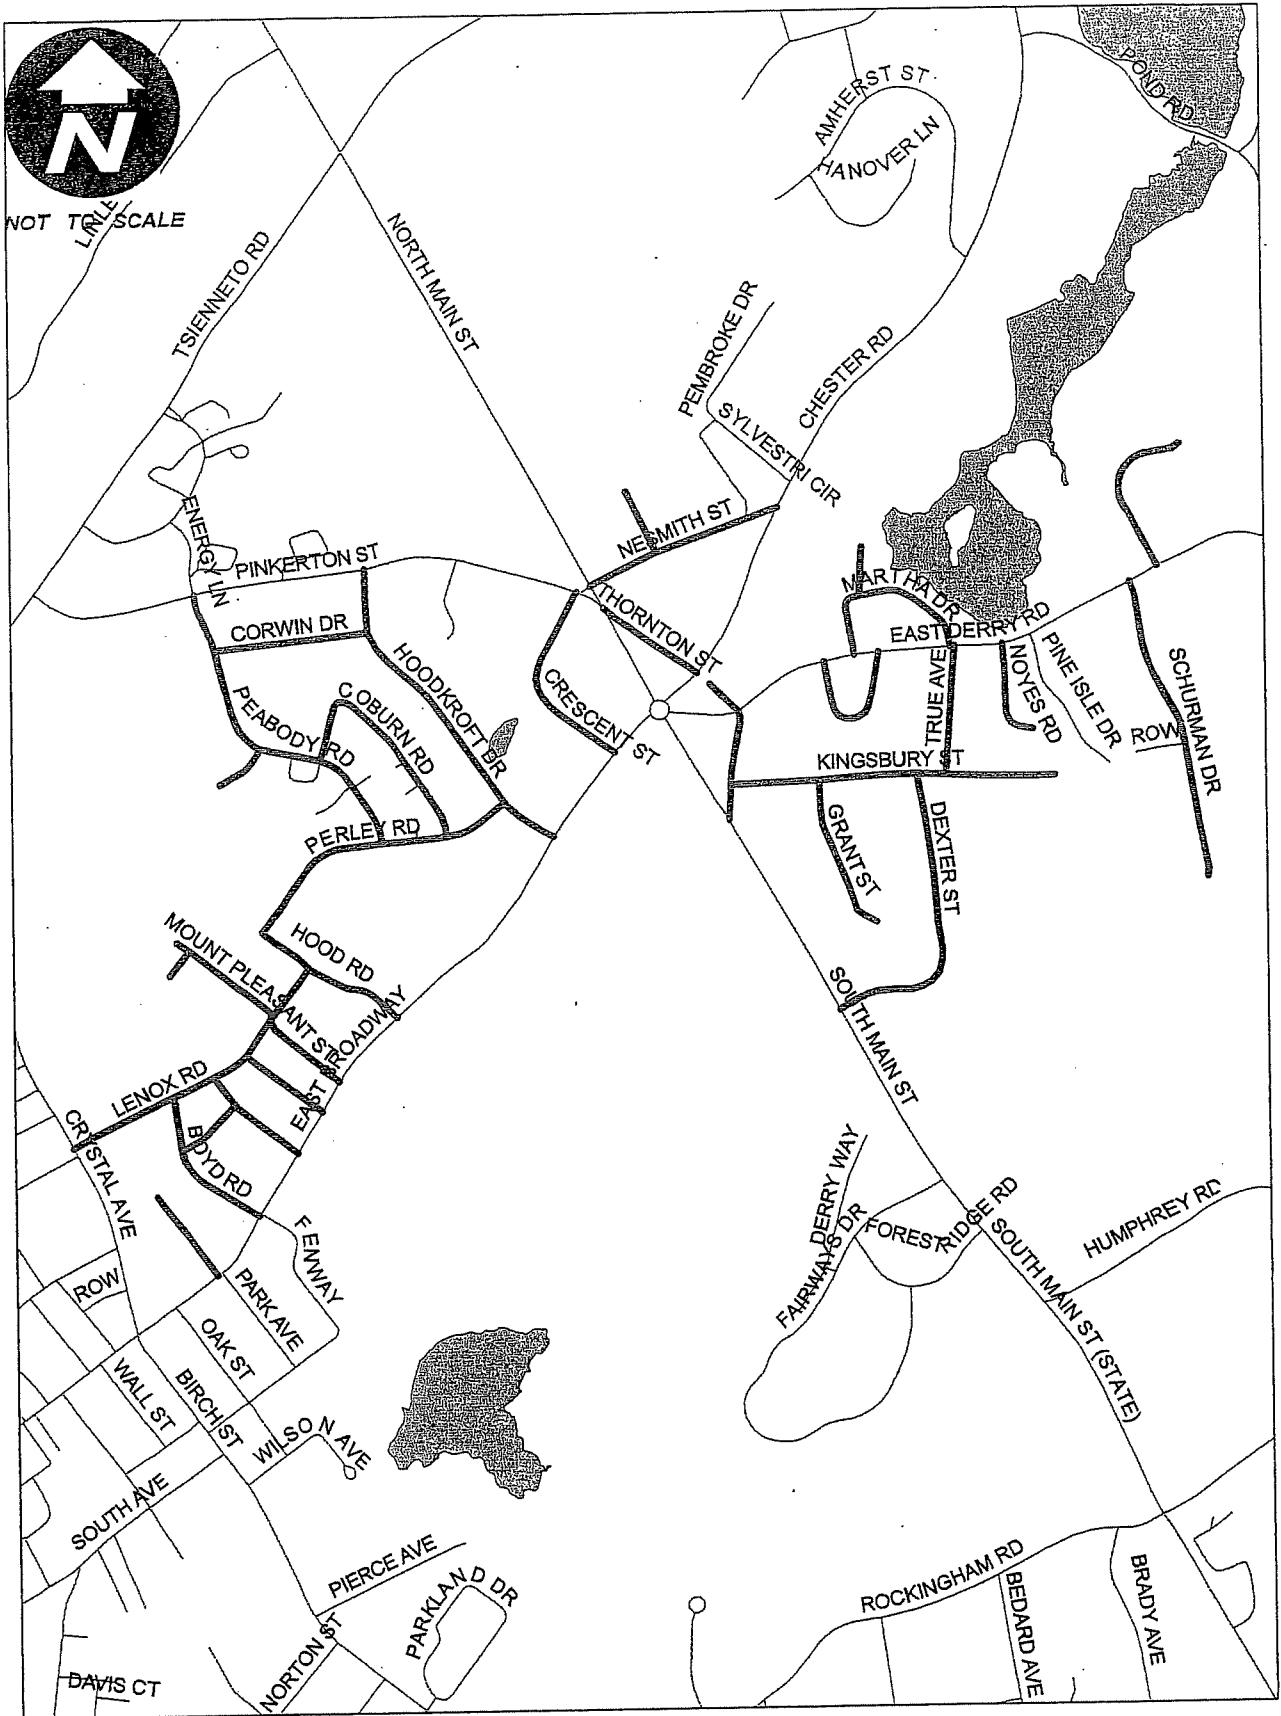 POND RD
AMHERST ST
HANOVER LN
N
NOT TO SCALE
TSIENNETO RD
NORTH MAIN ST
PEMBROKE DR
CHESTER RD
SYLVESTRI CIR
ENERGY LN
NESMITH ST
PINKERTON ST
MARTHA DR
THORNTON ST
CORWIN DR
EAST DERRY RD
HOODKROFT DR
CRESCENT ST
TRUE AVE
NOYES RD
PINE ISLE DR
SCHURMAN DR
PEABODY RD
COBURN RD
ROW
KINGSBURY ST
PERLEY RD
GRANT ST
DEXTER ST
MOUNT PLEASANT ST
HOOD RD
EAST BROADWAY
SOUTH MAIN ST
LENOX RD
CRYSTAL AVE
BOYD RD
DERRY WAY
FAIRWAYS DR
FOREST RIDGE RD
HUMPHREY RD
FENWAY
SOUTH MAIN ST (STATE)
ROW
PARK AVE
OAK ST
WALL ST
BIRCH ST
WILSON AVE
SOUTH AVE
PIERCE AVE
PARKLAND DR
ROCKINGHAM RD
BEDARD AVE
BRADY AVE
NORTON ST
DAVIS CT